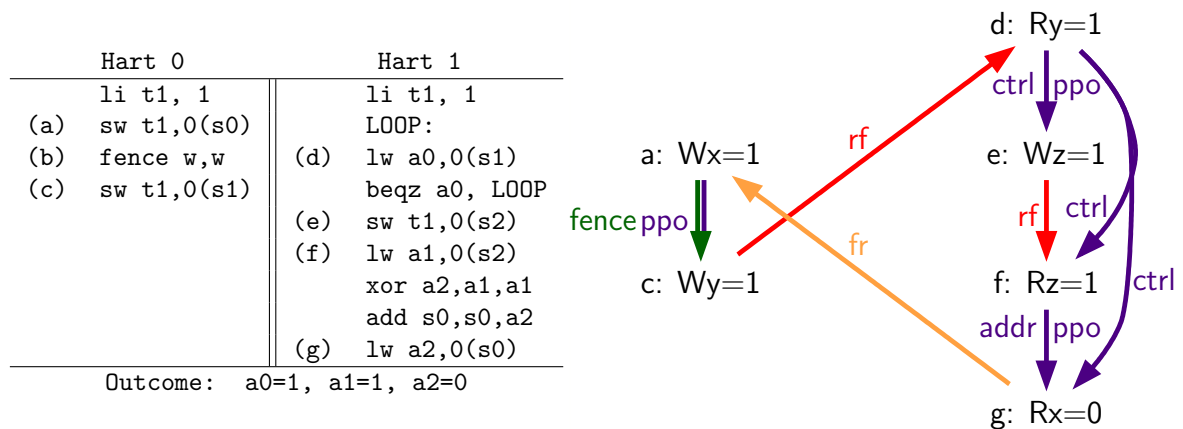 Hart 0 Hart 1
li t1, 1 li t1, 1
(a) sw t1,0(s0) LOOP:
(b) fence w,w (d) lw a0,0(s1)
(c) sw t1,0(s1) beqz a0, LOOP
(e) sw t1,0(s2)
(f) lw a1,0(s2)
xor a2,a1,a1
add s0,s0,a2
(g) lw a2,0(s0)
Outcome: a0=1, a1=1, a2=0
d: Ry=1
ctrl ppo
rf
a: Wx=1
e: Wz=1
fence ppo
fr
rf
ctrl
c: Wy=1
f: Rz=1
ctrl
addr ppo
g: Rx=0